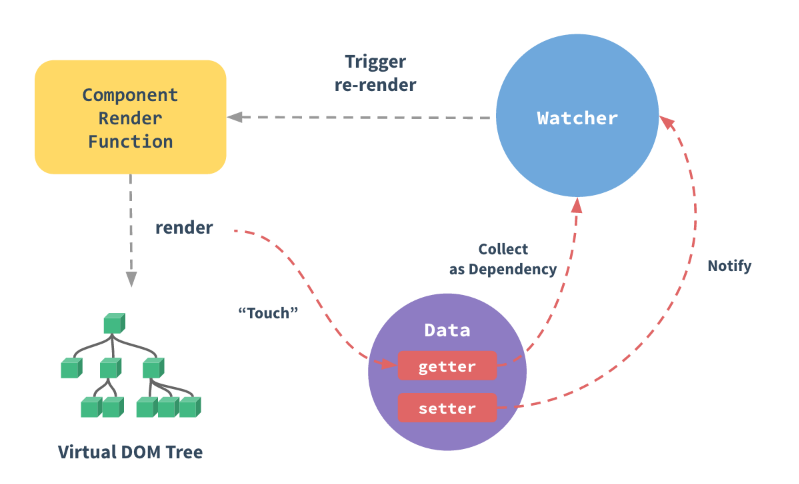 Component
Render
Function
Trigger
re-render
Watcher
render
“Touch”
Collect
as Dependency
Notify
Data
getter
setter
Virtual DOM Tree